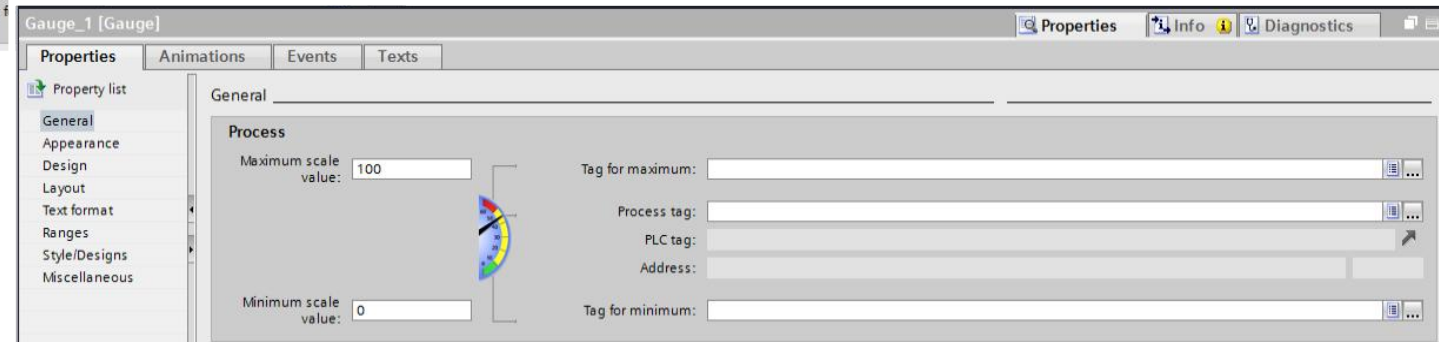 Gauge_1 [Gauge]
Properties Info Diagnostics
Properties Animations Events Texts
Property list
General
Appearance
Design
Layout
Text format
Ranges
Style/Designs
Miscellaneous
General
Process
Maximum scale value: 100
Tag for maximum:
Process tag:
PLC tag:
Address:
Minimum scale value: 0
Tag for minimum: